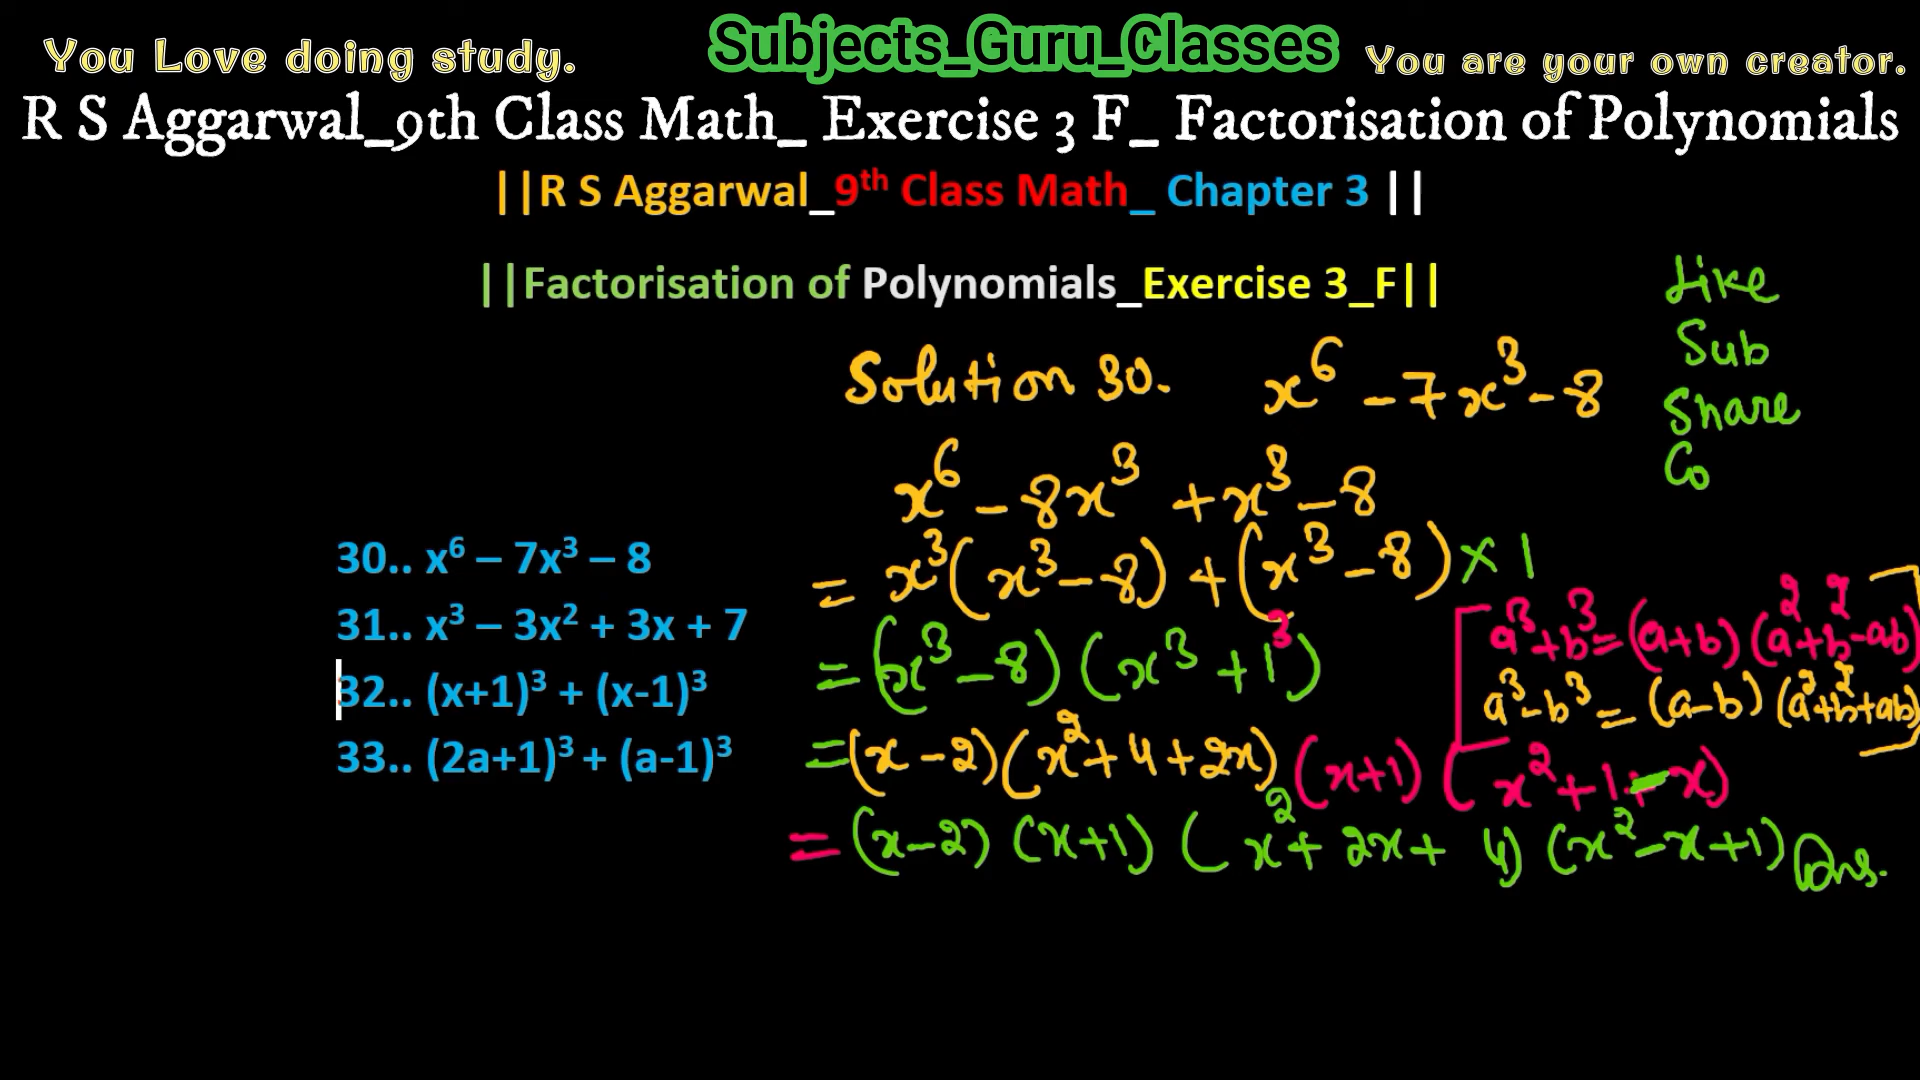 You Love doing study.
Subjects_Guru_Classes
You are your own creator.
R S Aggarwal_9th Class Math_ Exercise 3 F_ Factorisation of Polynomials
||R S Aggarwal_9th Class Math_ Chapter 3 ||
||Factorisation of Polynomials_Exercise 3_F||
Like
Sub
Share
Co
30.. x⁶ – 7x³ – 8
31.. x³ – 3x² + 3x + 7
32.. (x+1)³ + (x-1)³
33.. (2a+1)³ + (a-1)³
Solution 30. x⁶ - 7x³ - 8
x⁶ - 8x³ + x³ - 8
= x³(x³ - 8) + (x³ - 8) × 1
= (x³ - 8) (x³ + 1³)
[a³+b³ = (a+b) (a²+b²-ab)
a³-b³ = (a-b) (a²+b²+ab)]
= (x - 2)(x² + 4 + 2x) (x+1) (x² + 1 - x)
= (x-2) (x+1) (x² + 2x + 4) (x² - x + 1) Ans.